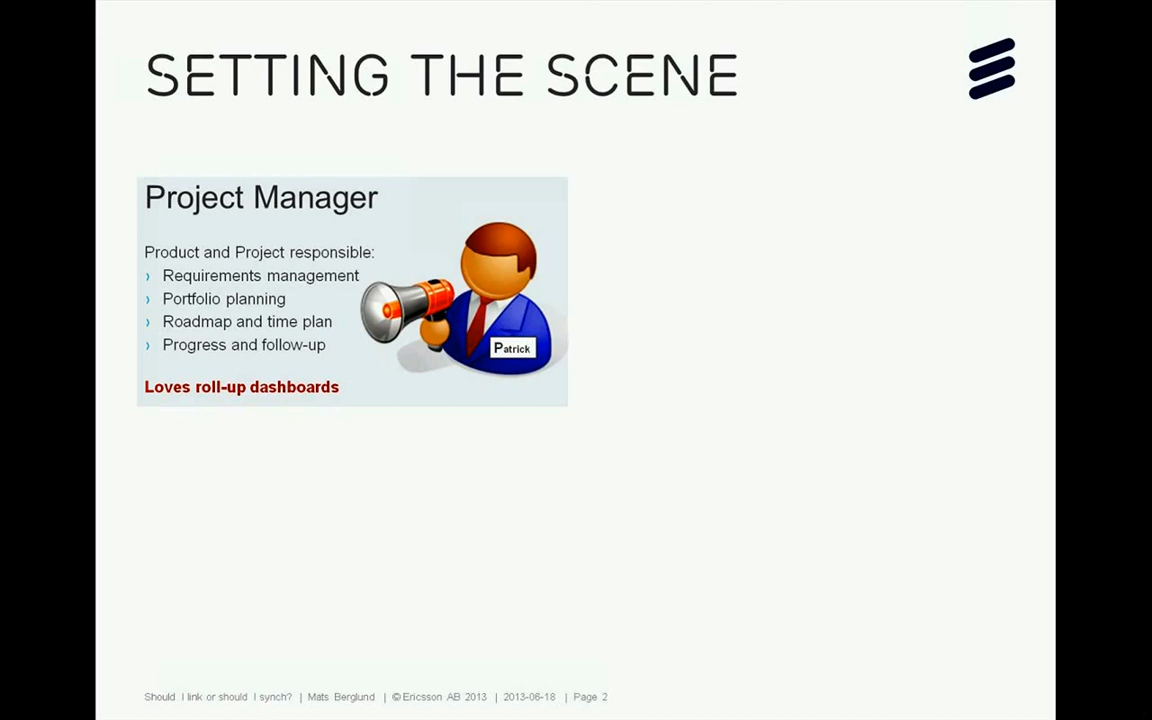 SETTING THE SCENE
Project Manager
Product and Project responsible:
› Requirements management
› Portfolio planning
› Roadmap and time plan
› Progress and follow-up
Patrick
Loves roll-up dashboards
Should I link or should I synch? | Mats Berglund | © Ericsson AB 2013 | 2013-06-18 | Page 2